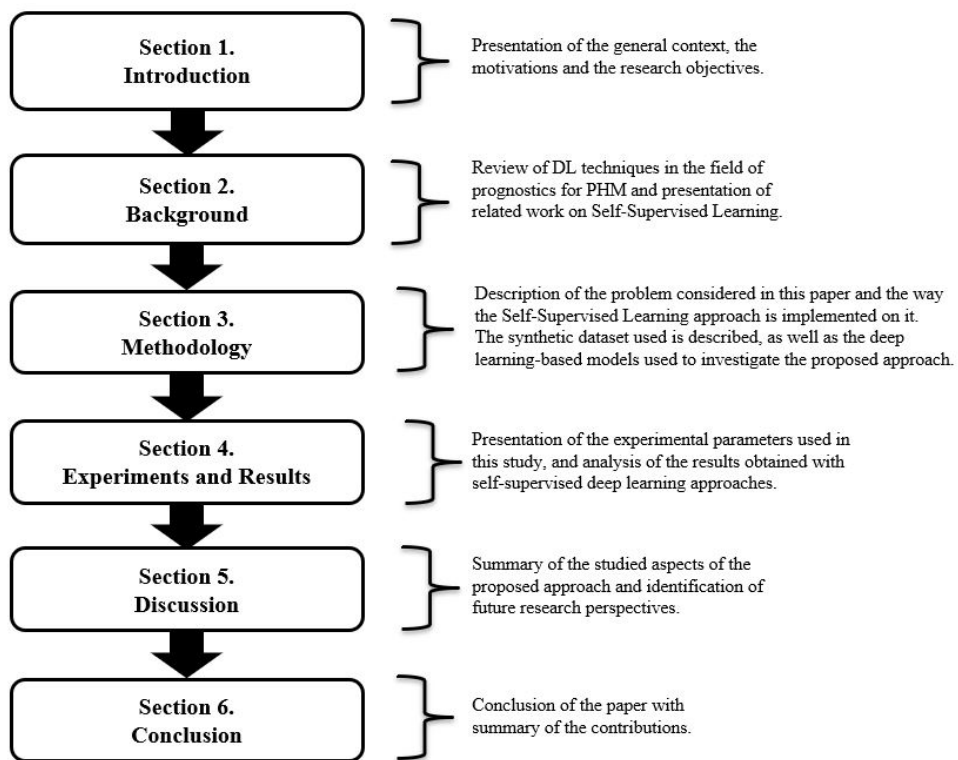 Section 1.
Introduction
Presentation of the general context, the
motivations and the research objectives.
Section 2.
Background
Review of DL techniques in the field of
prognostics for PHM and presentation of
related work on Self-Supervised Learning.
Section 3.
Methodology
Description of the problem considered in this paper and the way
the Self-Supervised Learning approach is implemented on it.
The synthetic dataset used is described, as well as the deep
learning-based models used to investigate the proposed approach.
Section 4.
Experiments and Results
Presentation of the experimental parameters used in
this study, and analysis of the results obtained with
self-supervised deep learning approaches.
Section 5.
Discussion
Summary of the studied aspects of the
proposed approach and identification of
future research perspectives.
Section 6.
Conclusion
Conclusion of the paper with
summary of the contributions.